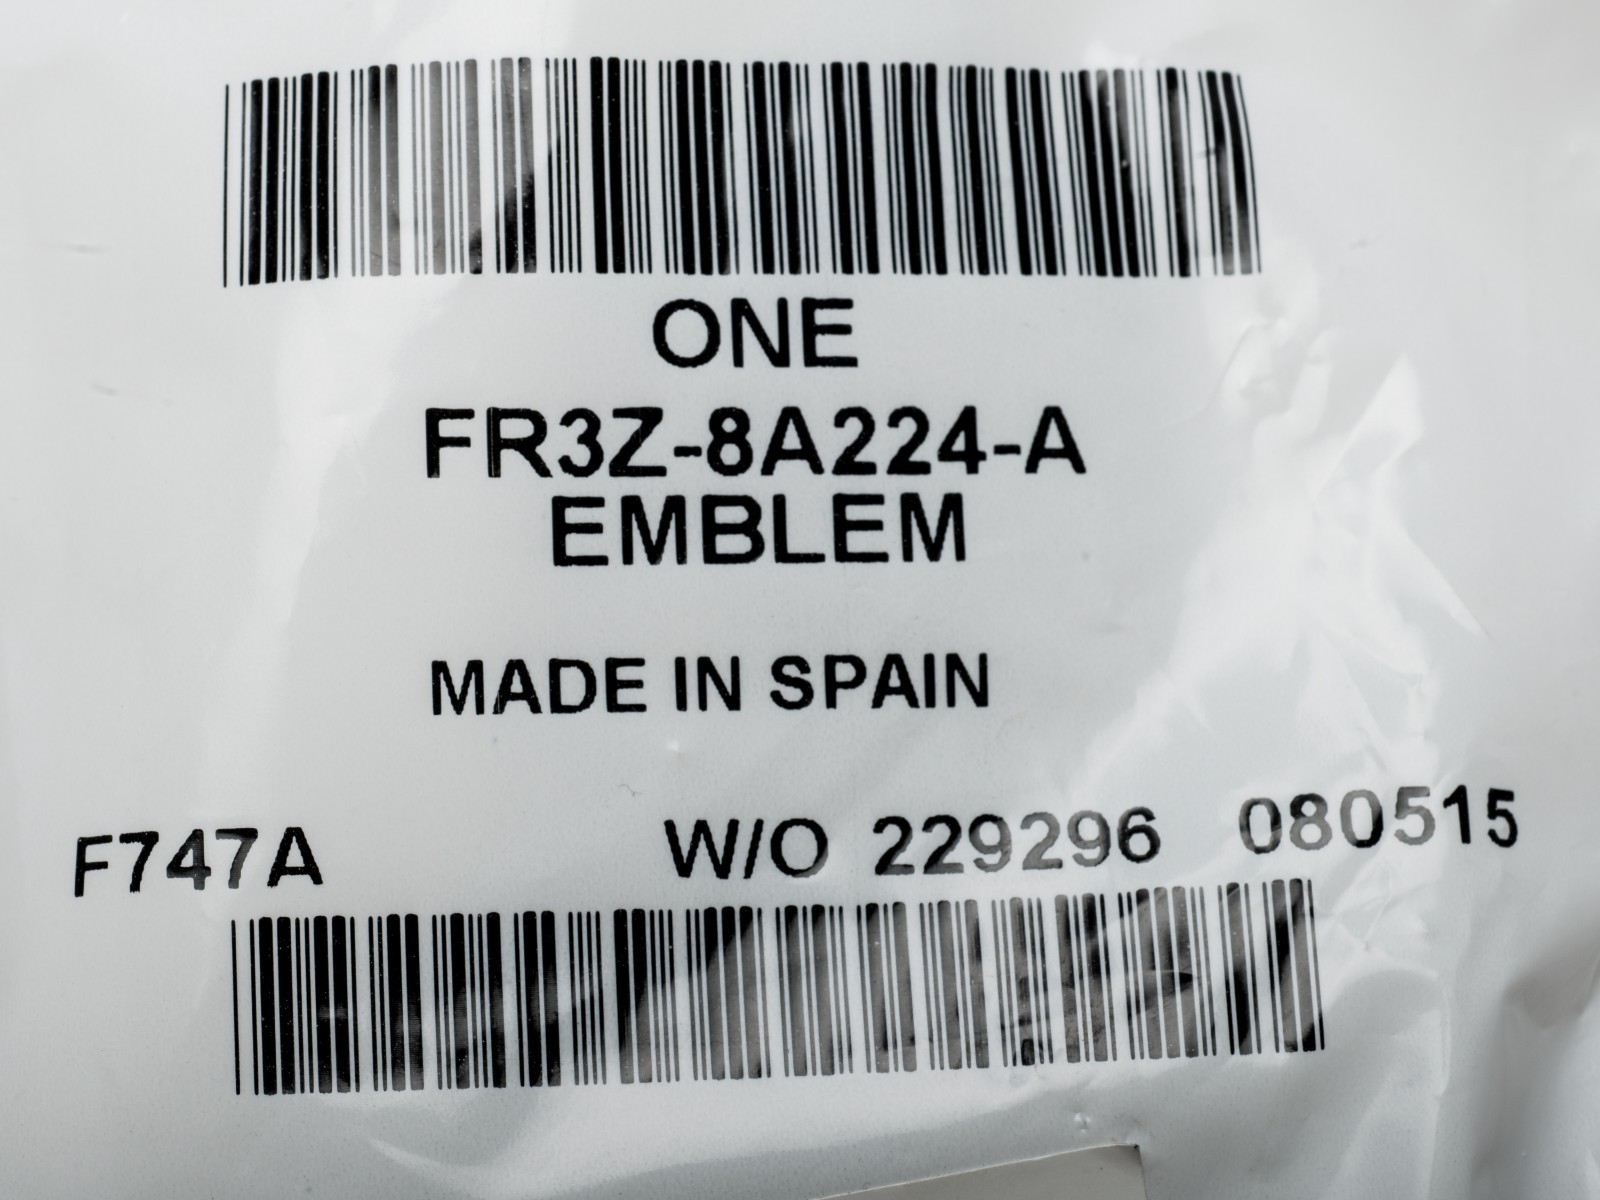 ONE
FR3Z-8A224-A
EMBLEM
MADE IN SPAIN
F747A W/O 229296 080515